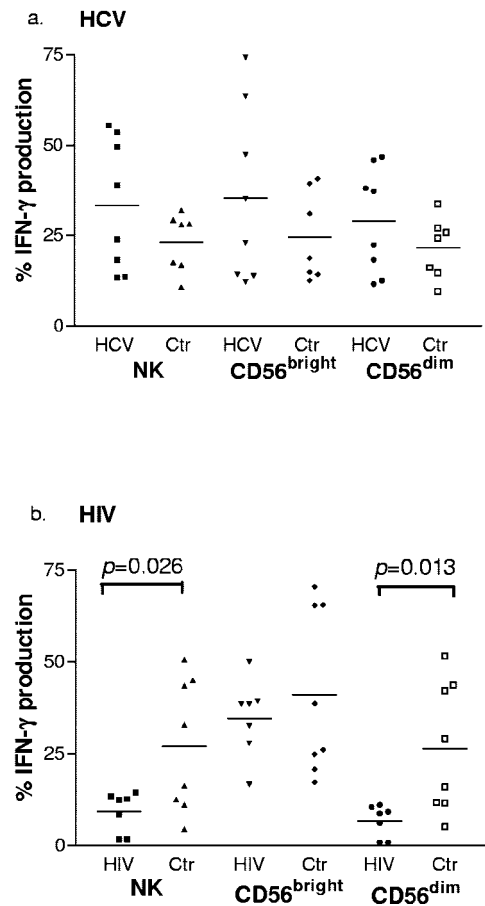 a. HCV
75
50
25
0
% IFN-γ production
HCV Ctr HCV Ctr HCV Ctr
NK CD56bright CD56dim
b. HIV
p=0.026 p=0.013
75
50
25
0
% IFN-γ production
HIV Ctr HIV Ctr HIV Ctr
NK CD56bright CD56dim